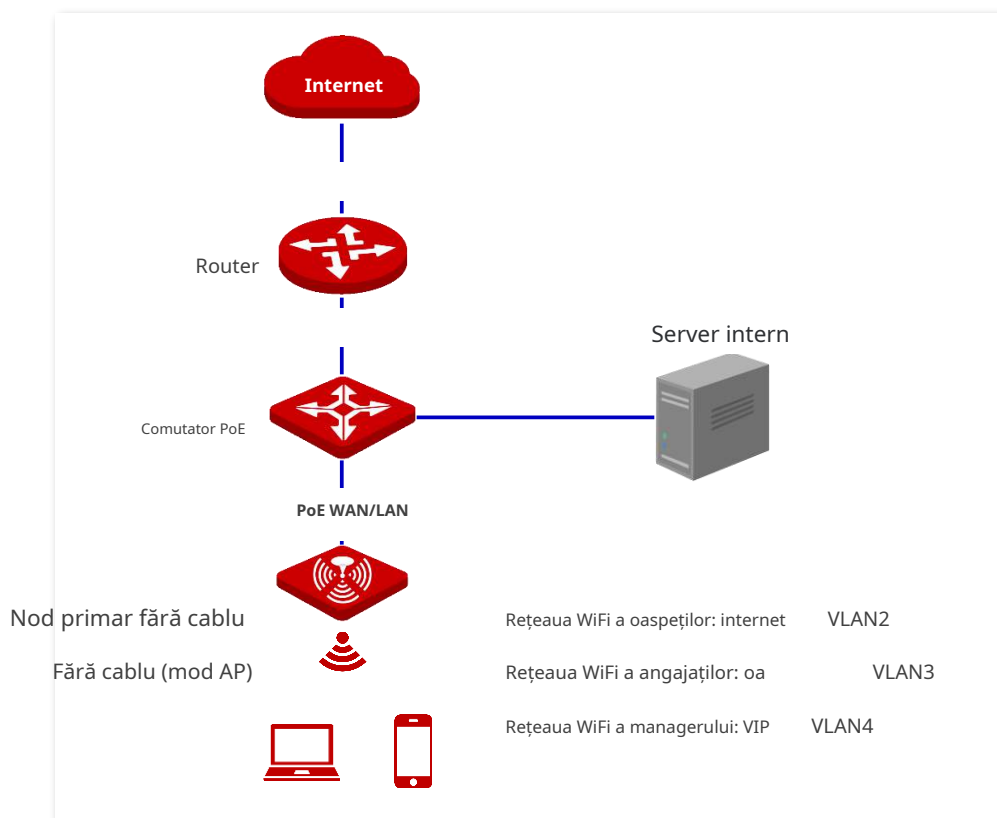 Internet
Router
Server intern
Comutator PoE
PoE WAN/LAN
Nod primar fără cablu
Rețeaua WiFi a oaspeților: internet VLAN2
Fără cablu (mod AP)
Rețeaua WiFi a angajaților: oa VLAN3
Rețeaua WiFi a managerului: VIP VLAN4